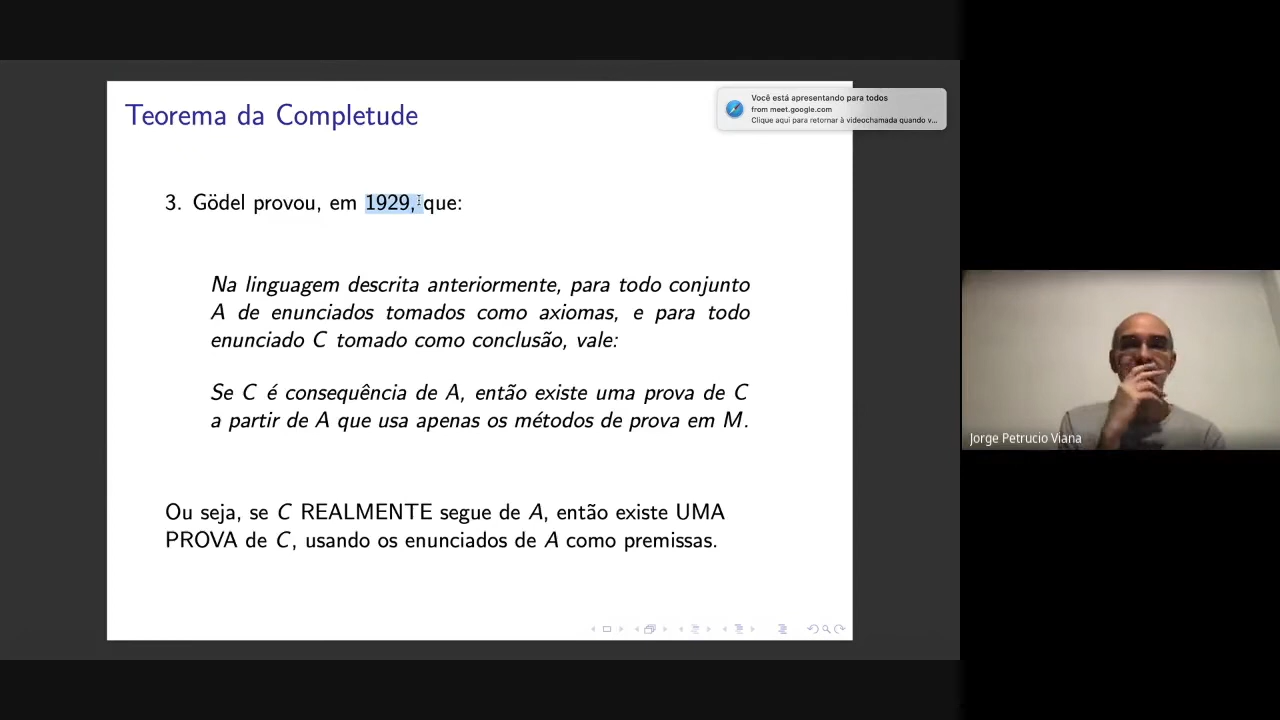 Teorema da Completude
Você está apresentando para todos
from meet.google.com
Clique aqui para retornar à videochamada quando v...
3. Gödel provou, em 1929, que:
Na linguagem descrita anteriormente, para todo conjunto
A de enunciados tomados como axiomas, e para todo
enunciado C tomado como conclusão, vale:
Se C é consequência de A, então existe uma prova de C
a partir de A que usa apenas os métodos de prova em M.
Ou seja, se C REALMENTE segue de A, então existe UMA
PROVA de C, usando os enunciados de A como premissas.
Jorge Petrucio Viana